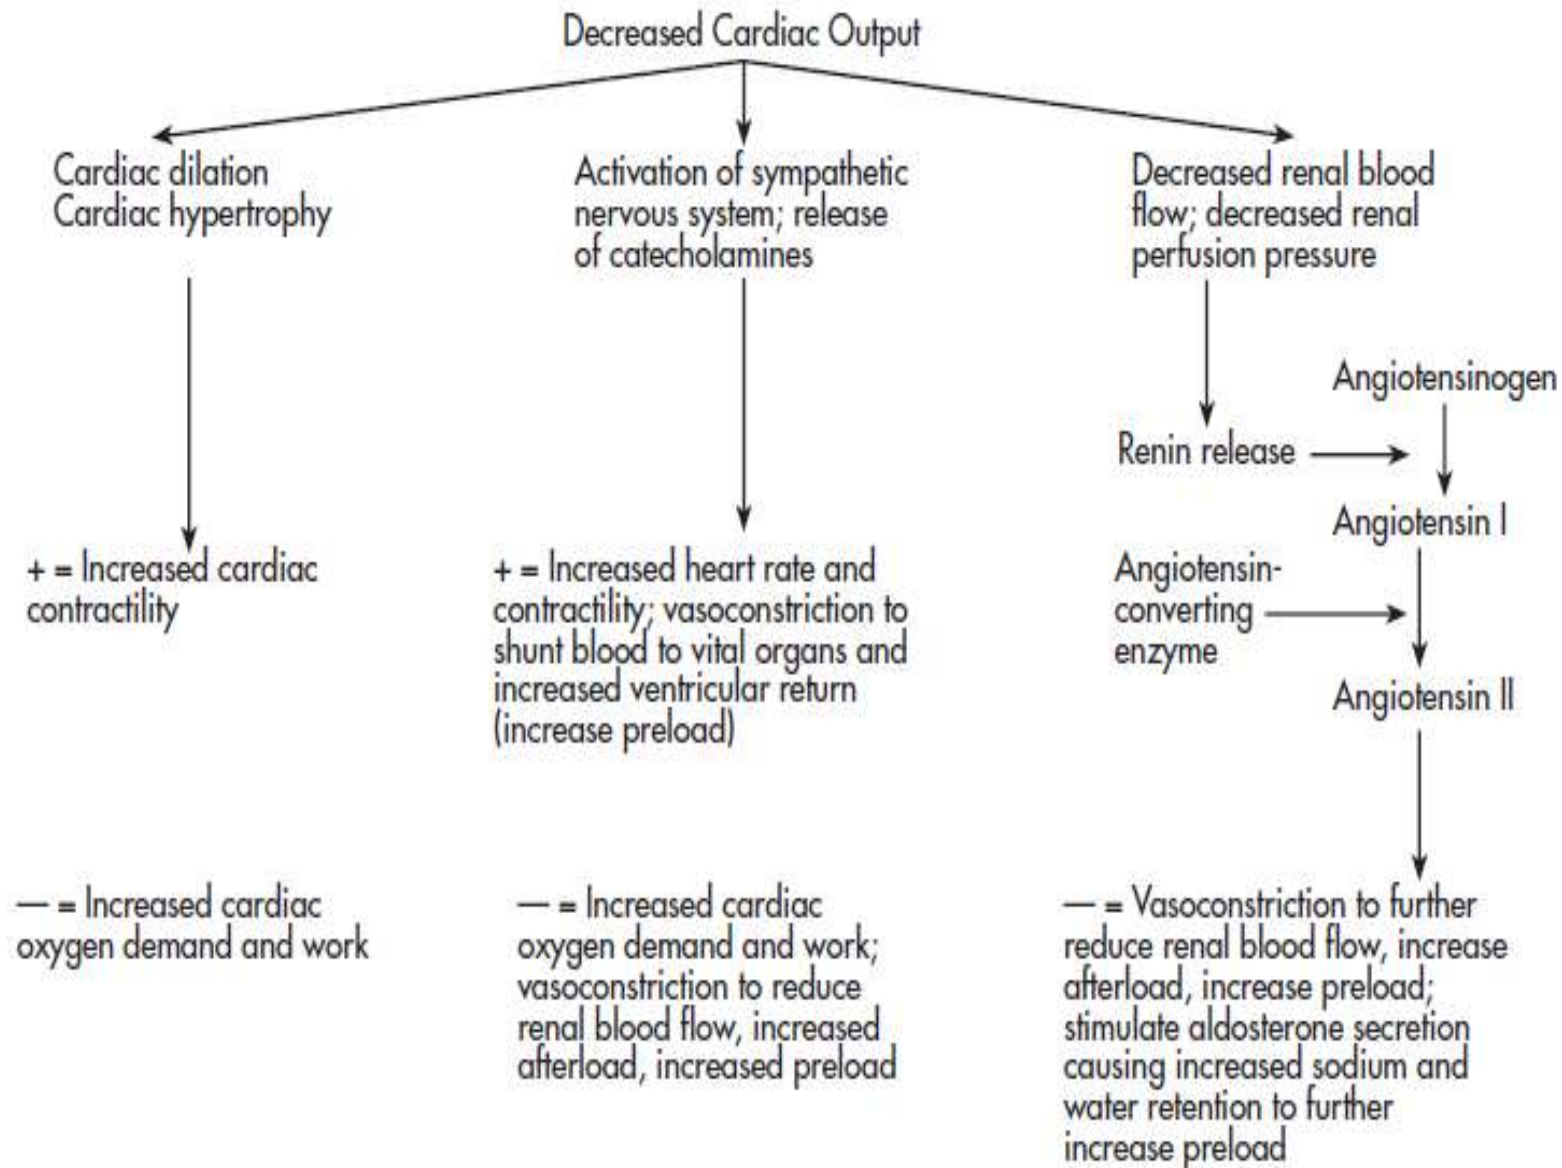 Decreased Cardiac Output
Cardiac dilation
Cardiac hypertrophy
Activation of sympathetic
nervous system; release
of catecholamines
Decreased renal blood
flow; decreased renal
perfusion pressure
Angiotensinogen
Renin release
Angiotensin I
+ = Increased cardiac
contractility
+ = Increased heart rate and
contractility; vasoconstriction to
shunt blood to vital organs and
increased ventricular return
(increase preload)
Angiotensin-
converting
enzyme
Angiotensin II
— = Increased cardiac
oxygen demand and work
— = Increased cardiac
oxygen demand and work;
vasoconstriction to reduce
renal blood flow, increased
afterload, increased preload
— = Vasoconstriction to further
reduce renal blood flow, increase
afterload, increase preload;
stimulate aldosterone secretion
causing increased sodium and
water retention to further
increase preload